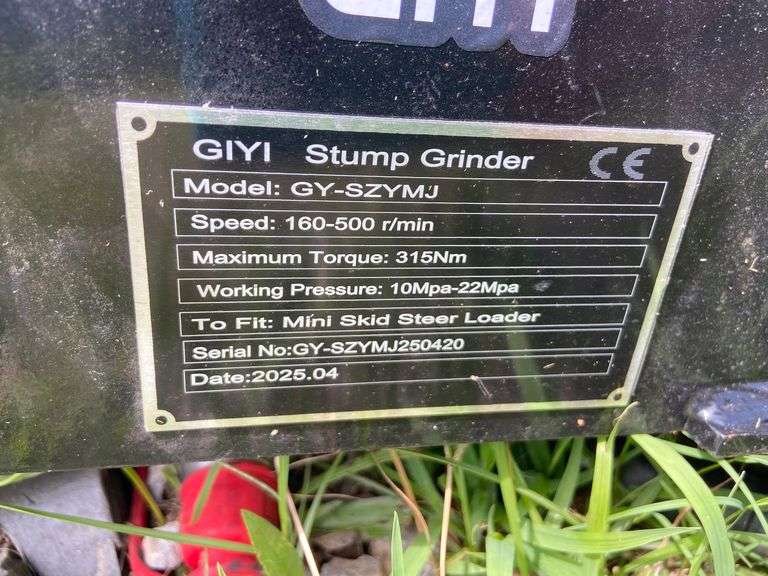 GIYI Stump Grinder CE
Model: GY-SZYMJ
Speed: 160-500 r/min
Maximum Torque: 315Nm
Working Pressure: 10Mpa-22Mpa
To Fit: Mini Skid Steer Loader
Serial No:GY-SZYMJ250420
Date:2025.04